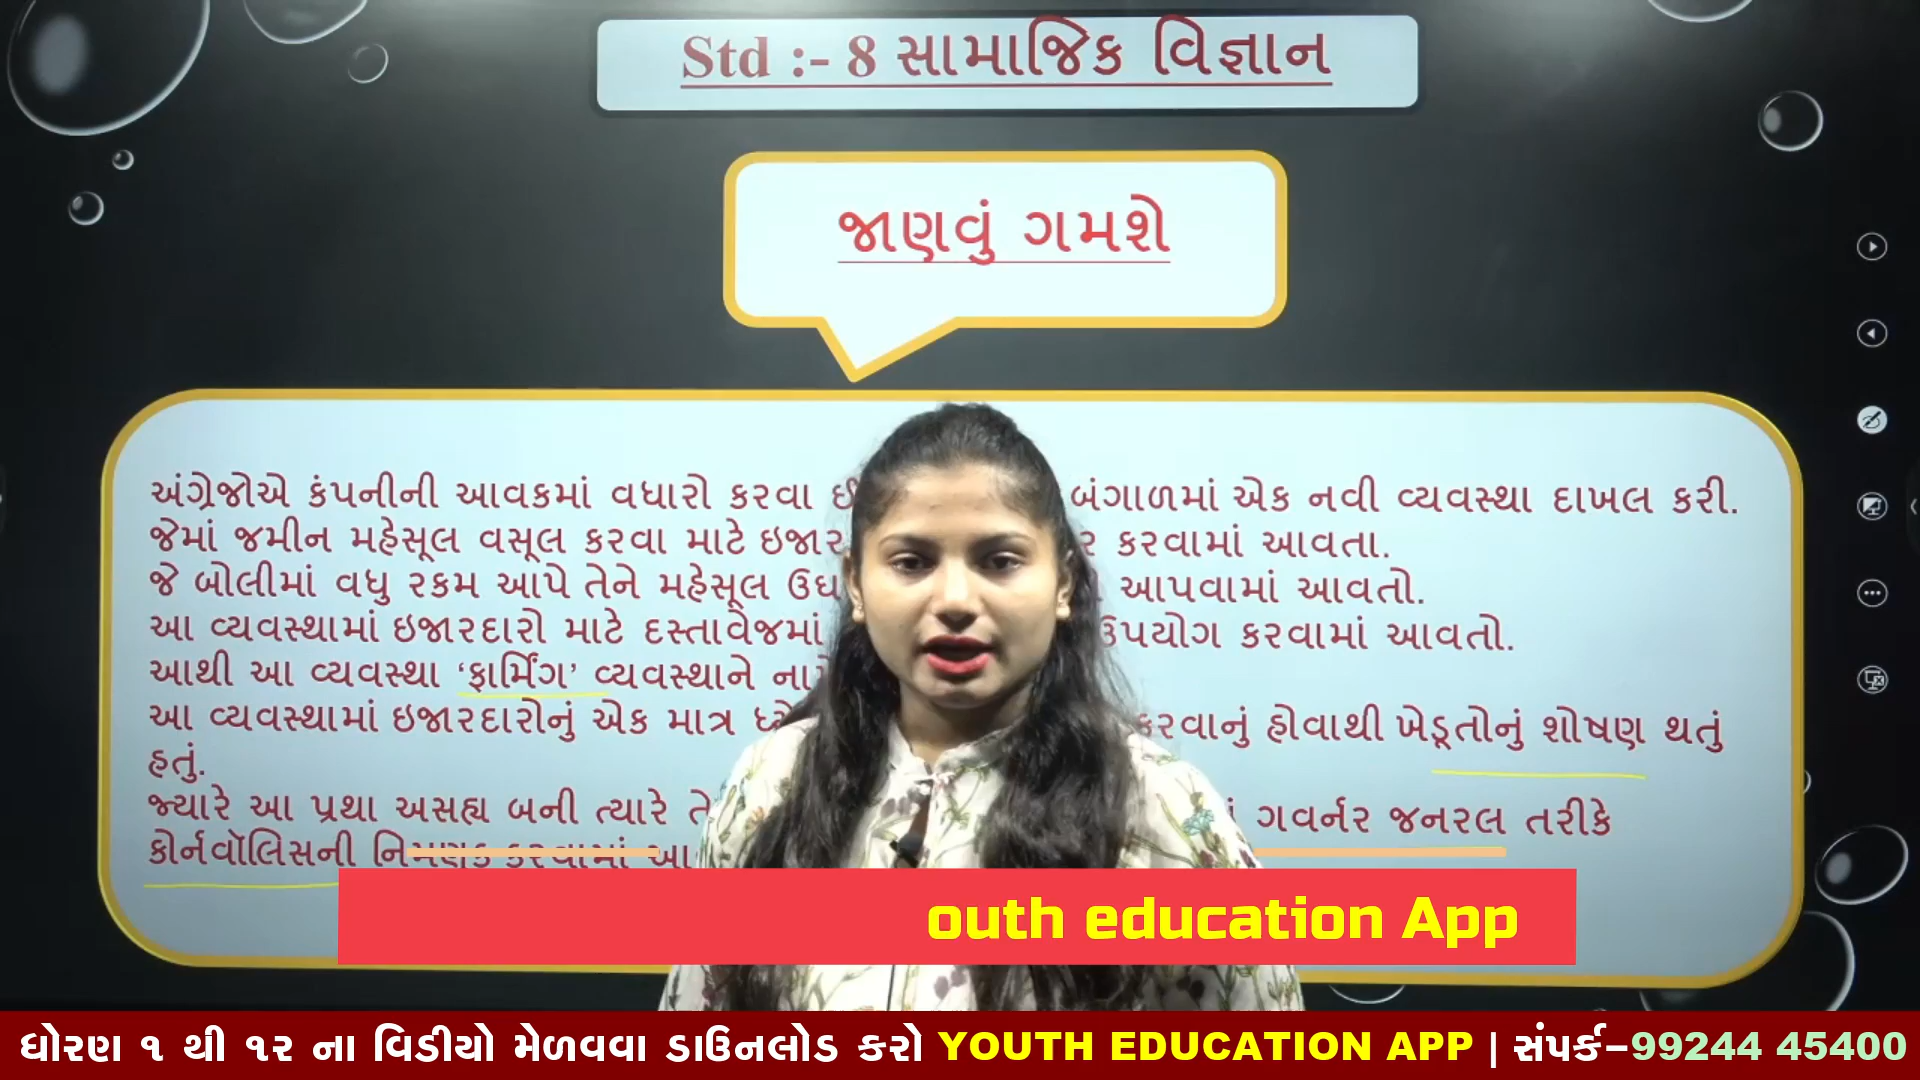 Std :- 8 સામાજિક વિજ્ઞાન
જાણવું ગમશે
અંગ્રેજોએ કંપનીની આવકમાં વધારો કરવા બંગાળમાં એક નવી વ્યવસ્થા દાખલ કરી.
જેમાં જમીન મહેસૂલ વસૂલ કરવા માટે કરવામાં આવતા.
જે બોલીમાં વધુ રકમ આપે તેને મહેસૂલ આપવામાં આવતો.
આ વ્યવસ્થામાં ઇજારદારો માટે દસ્તાવેજમાં ઉપયોગ કરવામાં આવતો.
આથી આ વ્યવસ્થા ‘ફાર્મિંગ’ વ્યવસ્થાને
આ વ્યવસ્થામાં ઇજારદારોનું એક માત્ર કરવાનું હોવાથી ખેડૂતોનું શોષણ થતું
હતું.
જ્યારે આ પ્રથા અસહ્ય બની ત્યારે ગવર્નર જનરલ તરીકે
કોર્નવૉલિસની નિમણૂક કરવામાં
outh education App
ધોરણ ૧ થી ૧૨ ના વિડીયો મેળવવા ડાઉનલોડ કરો YOUTH EDUCATION APP | સંપર્ક-99244 45400